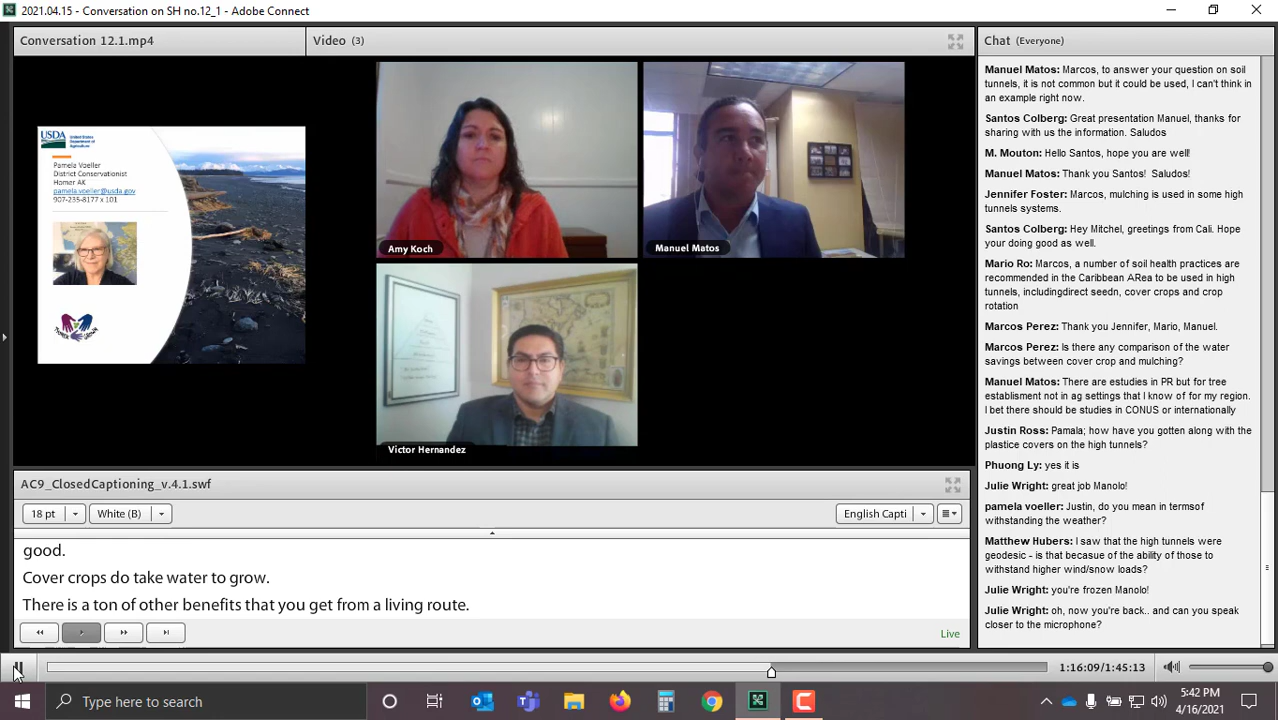 2021.04.15 - Conversation on SH no.12_1 - Adobe Connect
Conversation 12.1.mp4
Video (3)
USDA
United States
Department of
Agriculture
Pamela Voeller
District Conservationist
Homer AK
pamela.voeller@usda.gov
907-235-8177 x 101
Amy Koch
Manuel Matos
Victor Hernandez
AC9_ClosedCaptioning_v.4.1.swf
18 pt
White (B)
English Capti
good.
Cover crops do take water to grow.
There is a ton of other benefits that you get from a living route.
Live
Chat (Everyone)
Manuel Matos: Marcos, to answer your question on soil
tunnels, it is not common but it could be used, I can't think in
an example right now.
Santos Colberg: Great presentation Manuel, thanks for
sharing with us the information. Saludos
M. Mouton: Hello Santos, hope you are well!
Manuel Matos: Thank you Santos! Saludos!
Jennifer Foster: Marcos, mulching is used in some high
tunnels systems.
Santos Colberg: Hey Mitchel, greetings from Cali. Hope
your doing good as well.
Mario Ro: Marcos, a number of soil health practices are
recommended in the Caribbean ARea to be used in high
tunnels, includingdirect seedn, cover crops and crop
rotation
Marcos Perez: Thank you Jennifer, Mario, Manuel.
Marcos Perez: Is there any comparison of the water
savings between cover crop and mulching?
Manuel Matos: There are estudies in PR but for tree
establisment not in ag settings that I know of for my region.
I bet there should be studies in CONUS or internationally
Justin Ross: Pamala; how have you gotten along with the
plastice covers on the high tunnels?
Phuong Ly: yes it is
Julie Wright: great job Manolo!
pamela voeller: Justin, do you mean in termsof
withstanding the weather?
Matthew Hubers: I saw that the high tunnels were
geodesic - is that becasue of the ability of those to
withstand higher wind/snow loads?
Julie Wright: you're frozen Manolo!
Julie Wright: oh, now you're back.. and can you speak
closer to the microphone?
1:16:09/1:45:13
Type here to search
5:42 PM
4/16/2021